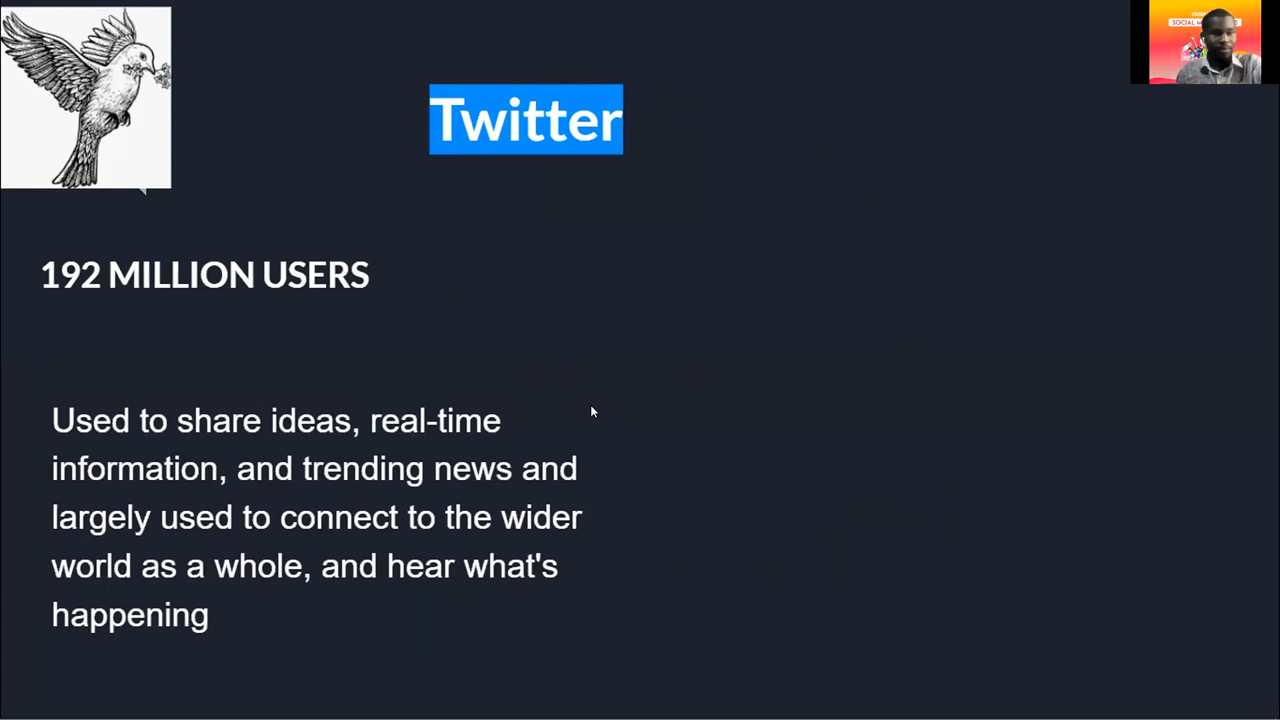 Twitter
192 MILLION USERS
Used to share ideas, real-time
information, and trending news and
largely used to connect to the wider
world as a whole, and hear what's
happening